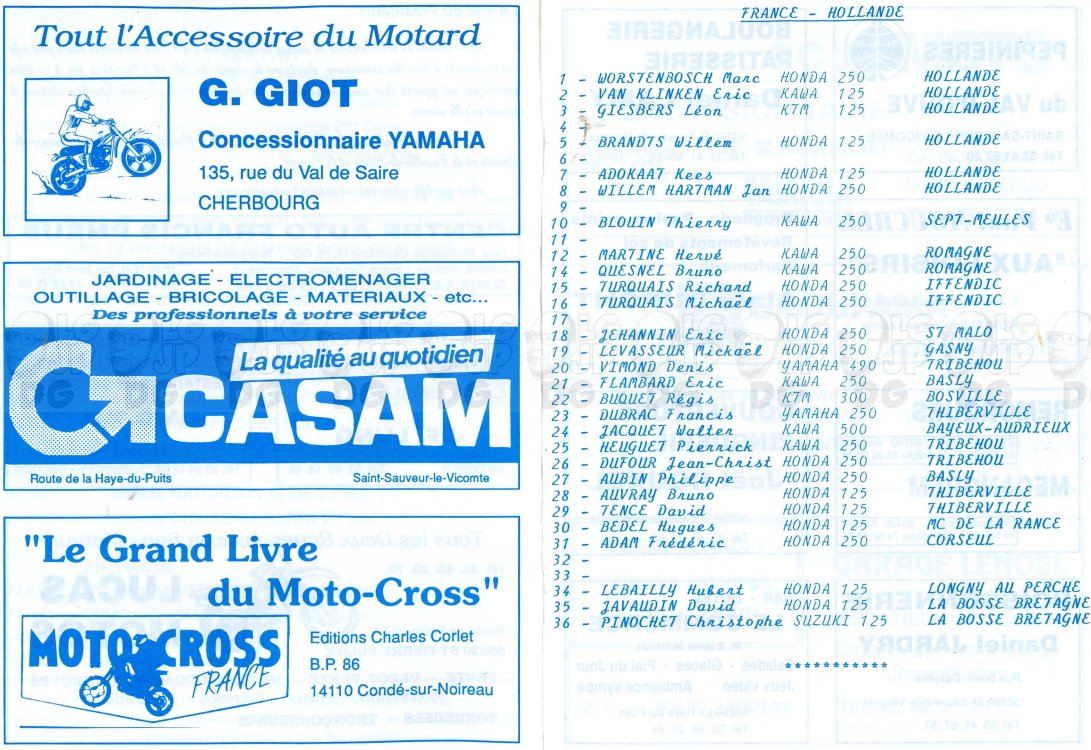 Tout l'Accessoire du Motard
G. GIOT
Concessionnaire YAMAHA
135, rue du Val de Saire
CHERBOURG
JARDINAGE - ELECTROMENAGER
OUTILLAGE - BRICOLAGE - MATERIAUX - etc...
Des professionnels à votre service
La qualité au quotidien
CASAM
Route de la Haye-du-Puits Saint-Sauveur-le-Vicomte
"Le Grand Livre
du Moto-Cross"
MOTO-CROSS
FRANCE
Editions Charles Corlet
B.P. 86
14110 Condé-sur-Noireau
FRANCE - HOLLANDE
1 - WORSTENBOSCH Marc HONDA 250 HOLLANDE
2 - VAN KLINKEN Eric KAWA 125 HOLLANDE
3 - GIESBERS Léon KTM 125 HOLLANDE
4 -
5 - BRANDTS Willem HONDA 125 HOLLANDE
6 -
7 - ADOKAAT Kees HONDA 125 HOLLANDE
8 - WILLEM HARTMAN Jan HONDA 250 HOLLANDE
9 -
10 - BLOUIN Thierry KAWA 250 SEPT-MEULES
11 -
12 - MARTINE Hervé KAWA 250 ROMAGNE
14 - QUESNEL Bruno KAWA 250 ROMAGNE
15 - TURQUAIS Richard HONDA 250 IFFENDIC
16 - TURQUAIS Mickaël HONDA 250 IFFENDIC
17 -
18 - JEHANNIN Eric HONDA 250 ST MALO
19 - LEVASSEUR Mickaël HONDA 250 GASNY
20 - VIMOND Denis YAMAHA 490 TRIBEHOU
21 - FLAMBARD Eric KAWA 250 BASLY
22 - BUQUET Régis KTM 300 BOSVILLE
23 - DUBRAC Francis YAMAHA 250 THIBERVILLE
24 - JACQUET Walter KAWA 500 BAYEUX-AUDRIEUX
25 - HEUGUET Pierrick KAWA 250 TRIBEHOU
26 - DUFOUR Jean-Christ HONDA 250 TRIBEHOU
27 - AUBIN Philippe KAWA 250 BASLY
28 - AUVRAY Bruno HONDA 125 THIBERVILLE
29 - TENCE David HONDA 125 THIBERVILLE
30 - BEDEL Hugues HONDA 125 MC DE LA RANCE
31 - ADAM Frédéric HONDA 250 CORSEUL
32 -
33 -
34 - LEBAILLY Hubert HONDA 125 LONGNY AU PERCHE
35 - JAVAUDIN David HONDA 125 LA BOSSE BRETAGNE
36 - PINOCHET Christophe SUZUKI 125 LA BOSSE BRETAGNE
***********